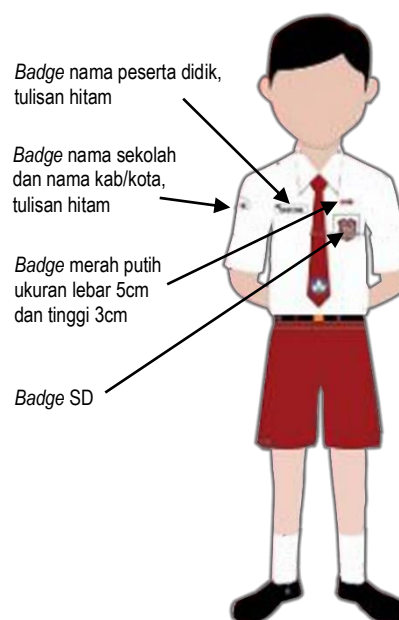 Badge nama peserta didik,
tulisan hitam
Badge nama sekolah
dan nama kab/kota,
tulisan hitam
Badge merah putih
ukuran lebar 5cm
dan tinggi 3cm
Badge SD